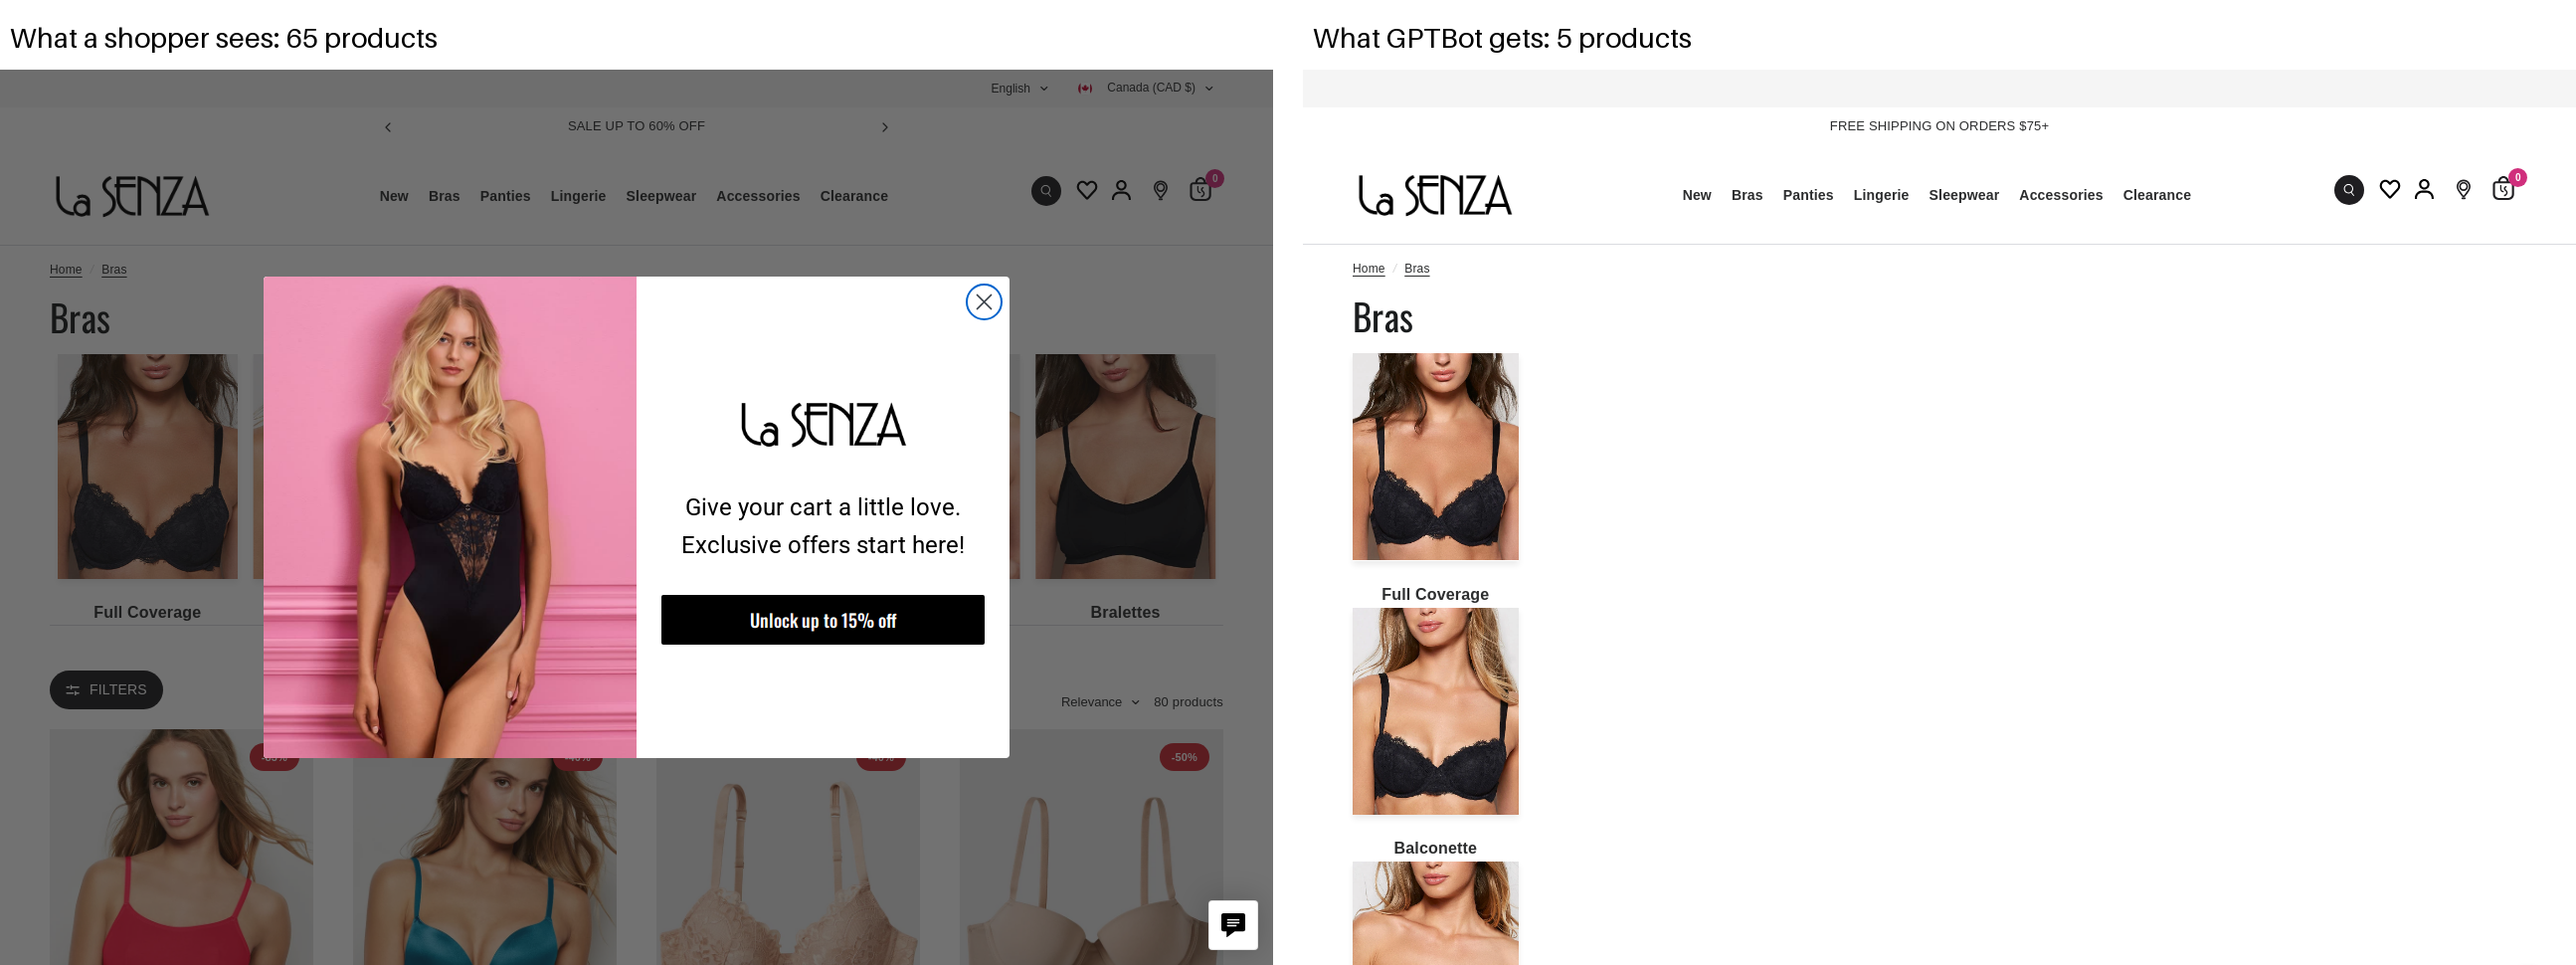 What a shopper sees: 65 products
English
Canada (CAD $)
SALE UP TO 60% OFF
La SENZA
New Bras Panties Lingerie Sleepwear Accessories Clearance
0
Home / Bras
Bras
La SENZA
Give your cart a little love.
Exclusive offers start here!
Unlock up to 15% off
Full Coverage
Bralettes
FILTERS
Relevance
80 products
-50%
What GPTBot gets: 5 products
FREE SHIPPING ON ORDERS $75+
La SENZA
New Bras Panties Lingerie Sleepwear Accessories Clearance
0
Home / Bras
Bras
Full Coverage
Balconette